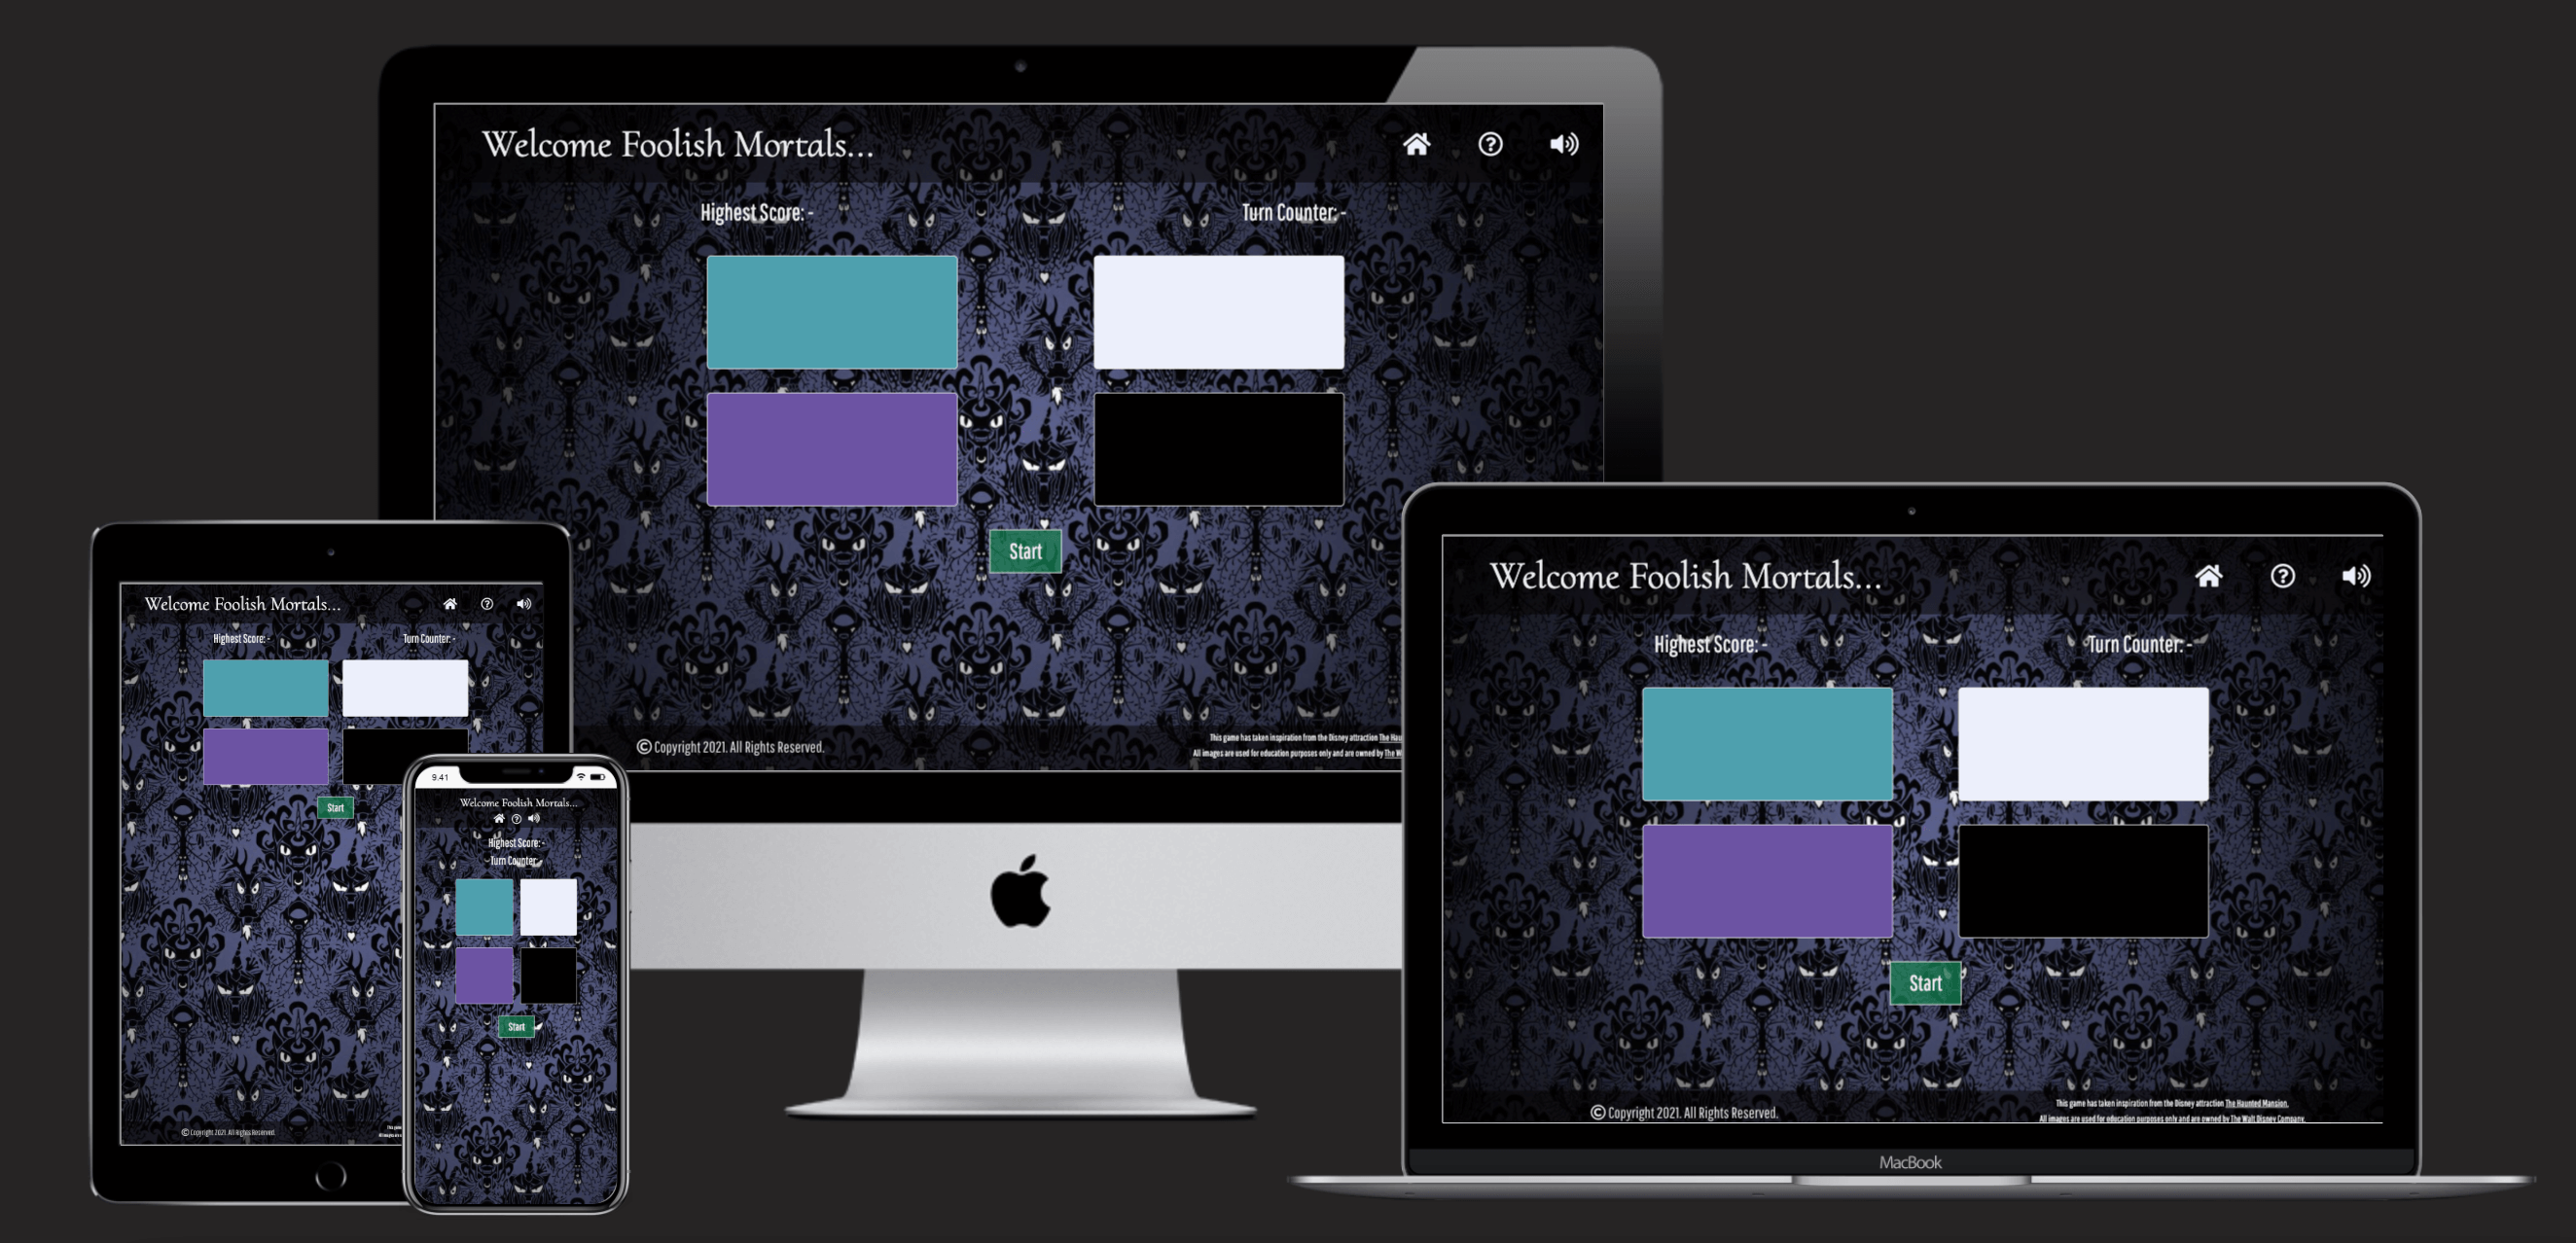 Welcome Foolish Mortals...
Highest Score: -
Turn Counter: -
Start
© Copyright 2021. All Rights Reserved.
This game has taken inspiration from the Disney attraction The Hau
All images are used for education purposes only and are owned by The W
Welcome Foolish Mortals...
Highest Score: -
Turn Counter: -
Start
© Copyright 2021. All Rights Reserved.
9.41
Welcome Foolish Mortals...
Highest Score: -
Turn Counter: -
Start
Welcome Foolish Mortals...
Highest Score: -
Turn Counter: -
Start
© Copyright 2021. All Rights Reserved.
This game has taken inspiration from the Disney attraction The Haunted Mansion.
All images are used for education purposes only and are owned by The Walt Disney Company.
MacBook